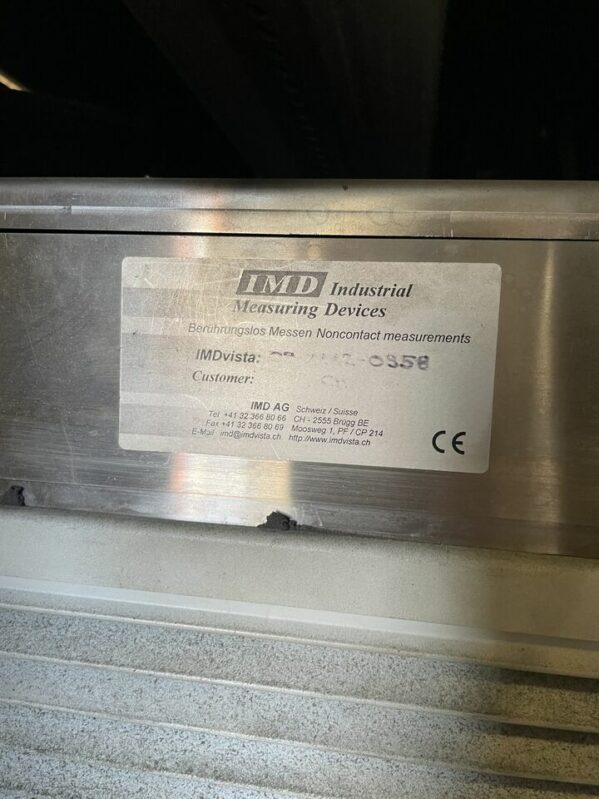 IMD Industrial
Measuring Devices
Berührungslos Messen Noncontact measurements
IMDvista:
Customer:
IMD AG Schweiz / Suisse
Tel +41 32 366 80 66 CH - 2555 Brügg BE
Fax +41 32 366 80 69 Moosweg 1, PF / CP 214
E-Mail imd@imdvista.ch http://www.imdvista.ch
CE